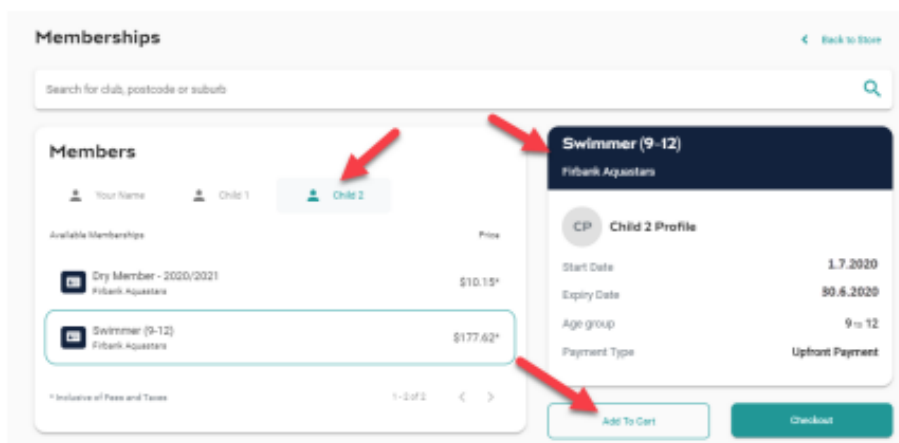 Memberships
Back to Store
Search for club, postcode or suburb
Members
Your Name
Child 1
Child 2
Available Memberships
Price
Dry Member - 2020/2021
Firbank Aquastars
$10.15*
Swimmer (9-12)
Firbank Aquastars
$177.62*
* Inclusive of Fees and Taxes
1-2 of 2
Swimmer (9-12)
Firbank Aquastars
CP
Child 2 Profile
Start Date
1.7.2020
Expiry Date
30.6.2020
Age group
9 to 12
Payment Type
Upfront Payment
Add To Cart
Checkout